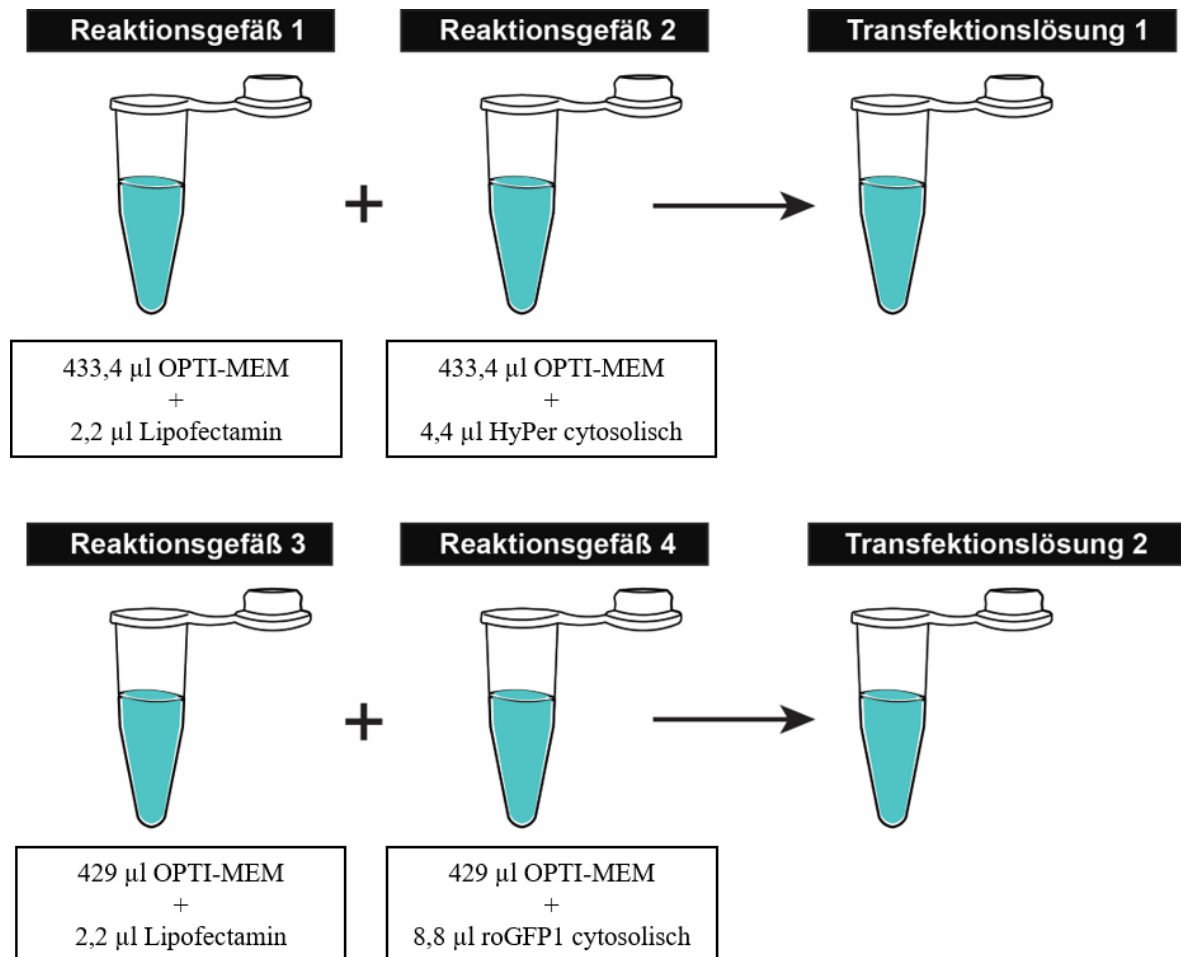 Reaktionsgefäß 1
Reaktionsgefäß 2
Transfektionslösung 1
+
433,4 µl OPTI-MEM
+
2,2 µl Lipofectamin
433,4 µl OPTI-MEM
+
4,4 µl HyPer cytosolisch
Reaktionsgefäß 3
Reaktionsgefäß 4
Transfektionslösung 2
+
429 µl OPTI-MEM
+
2,2 µl Lipofectamin
429 µl OPTI-MEM
+
8,8 µl roGFP1 cytosolisch